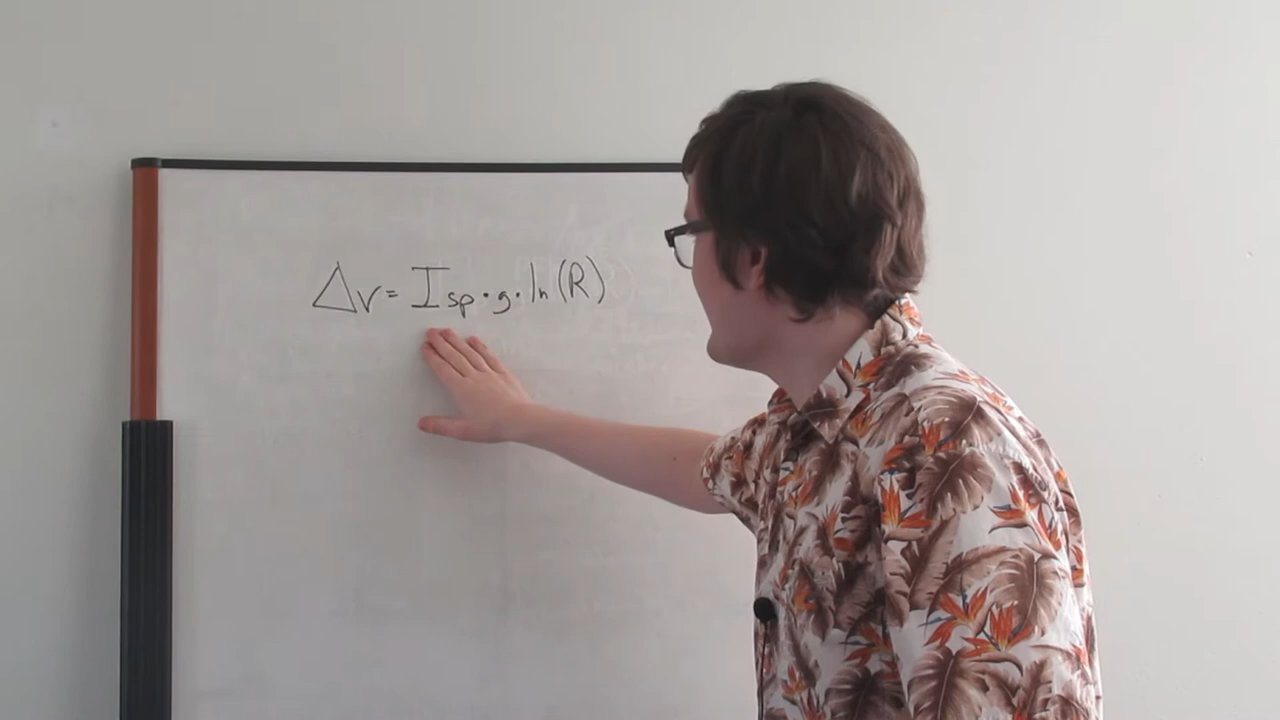 Δv = Isp · g · ln(R)